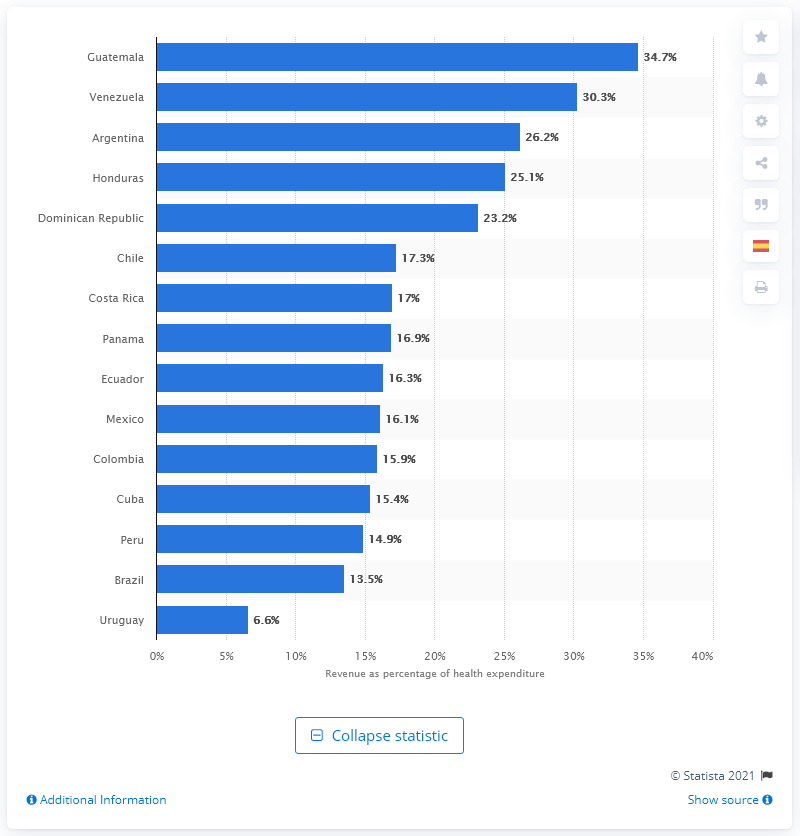 Guatemala 34.7%
Venezuela 30.3%
Argentina 26.2%
Honduras 25.1%
Dominican Republic 23.2%
Chile 17.3%
Costa Rica 17%
Panama 16.9%
Ecuador 16.3%
Mexico 16.1%
Colombia 15.9%
Cuba 15.4%
Peru 14.9%
Brazil 13.5%
Uruguay 6.6%
0% 5% 10% 15% 20% 25% 30% 35% 40%
Revenue as percentage of health expenditure
Collapse statistic
© Statista 2021
Additional Information Show source